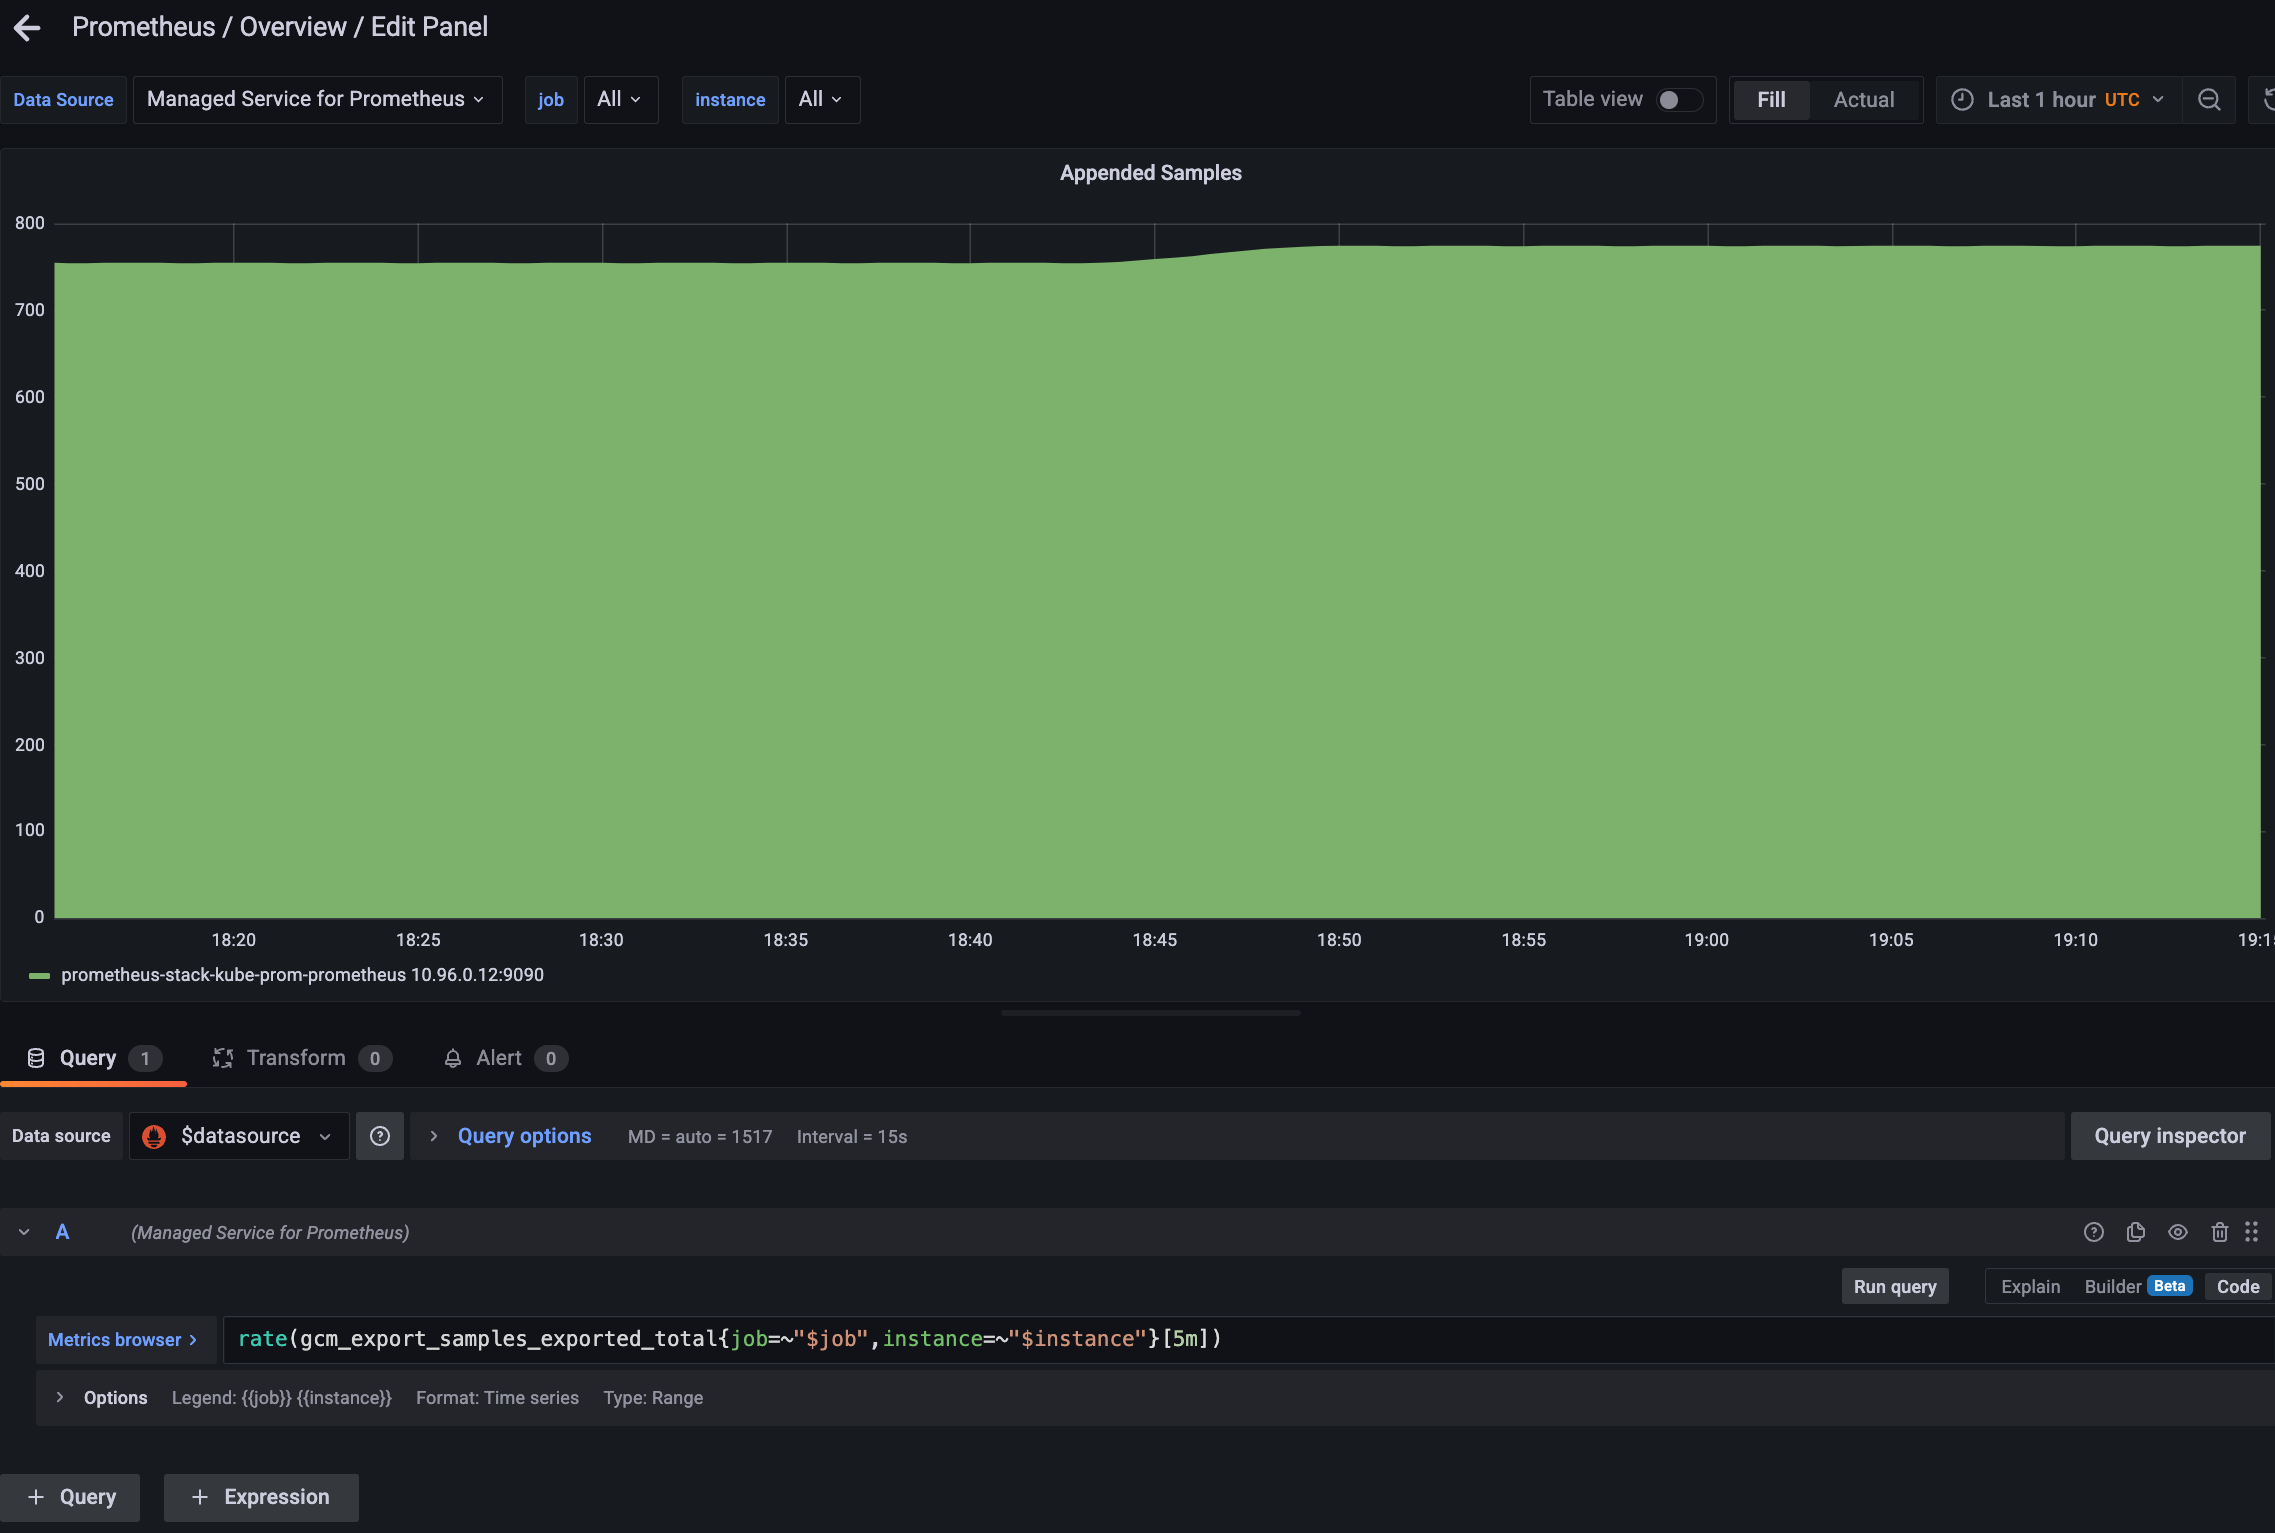 Prometheus / Overview / Edit Panel
Data Source Managed Service for Prometheus job All instance All Table view Fill Actual Last 1 hour UTC
Appended Samples
800
700
600
500
400
300
200
100
0
18:20 18:25 18:30 18:35 18:40 18:45 18:50 18:55 19:00 19:05 19:10 19:15
prometheus-stack-kube-prom-prometheus 10.96.0.12:9090
Query 1 Transform 0 Alert 0
Data source $datasource Query options MD = auto = 1517 Interval = 15s Query inspector
A (Managed Service for Prometheus)
Run query Explain Builder Beta Code
Metrics browser > rate(gcm_export_samples_exported_total{job=~"$job",instance=~"$instance"}[5m])
Options Legend: {{job}} {{instance}} Format: Time series Type: Range
+ Query + Expression